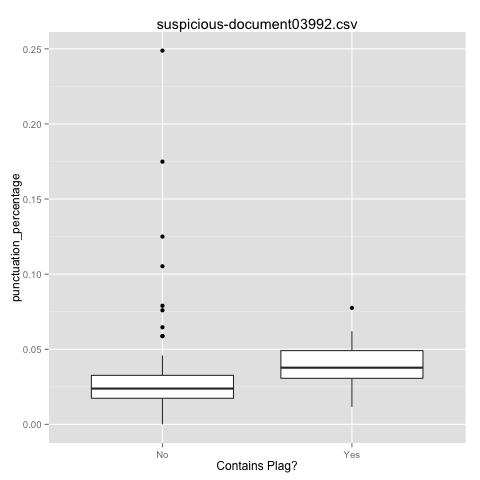 suspicious-document03992.csv
0.25
0.20
0.15
0.10
0.05
0.00
punctuation_percentage
No Yes
Contains Plag?